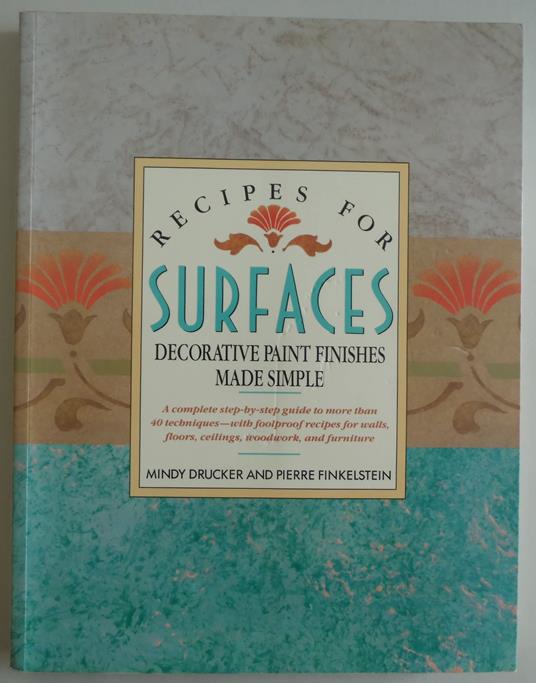 RECIPES FOR
SURFACES
DECORATIVE PAINT FINISHES
MADE SIMPLE
A complete step-by-step guide to more than
40 techniques—with foolproof recipes for walls,
floors, ceilings, woodwork, and furniture
MINDY DRUCKER AND PIERRE FINKELSTEIN